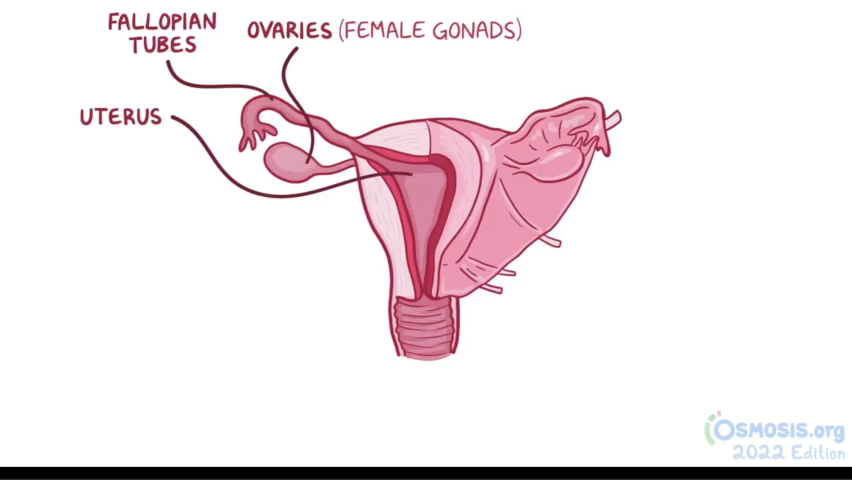 FALLOPIAN
TUBES
OVARIES (FEMALE GONADS)
UTERUS
OSMOSIS.org
2022 Edition